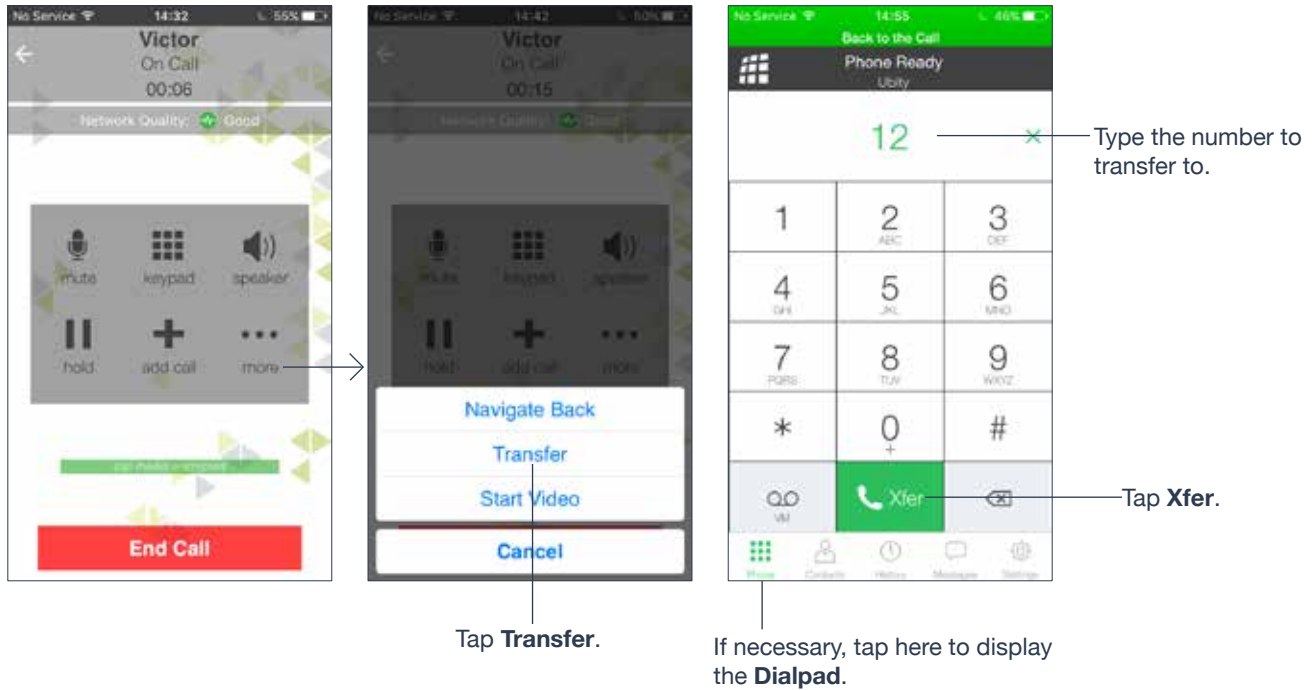 No Service 14:32 55%
Victor
On Call
00:06
Network Quality: Good
mute keypad speaker
hold add call more
End Call
No Service 14:42 50%
Victor
On Call
00:15
Network Quality: Good
mute keypad speaker
hold add call more
Navigate Back
Transfer
Start Video
Cancel
Tap Transfer.
No Service 14:55 46%
Back to the Call
Phone Ready
Ubity
12 ×
Type the number to
transfer to.
1 2 3
ABC DEF
4 5 6
GHI JKL MNO
7 8 9
PQRS TUV WXYZ
* 0 #
+
Xfer
VM
Tap Xfer.
Phone Contacts History Messages Settings
If necessary, tap here to display
the Dialpad.